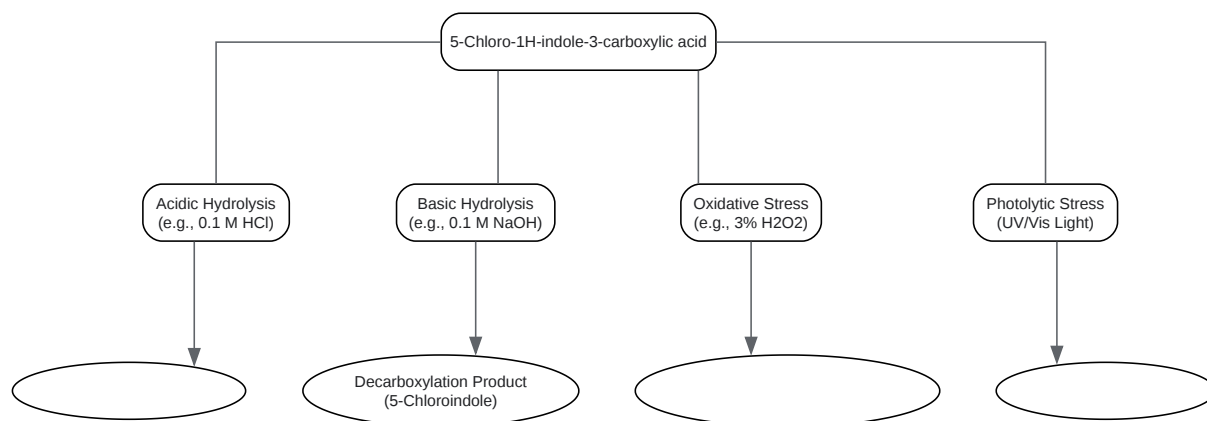 5-Chloro-1H-indole-3-carboxylic acid
Acidic Hydrolysis
(e.g., 0.1 M HCl)
Basic Hydrolysis
(e.g., 0.1 M NaOH)
Oxidative Stress
(e.g., 3% H2O2)
Photolytic Stress
(UV/Vis Light)
Decarboxylation Product
(5-Chloroindole)